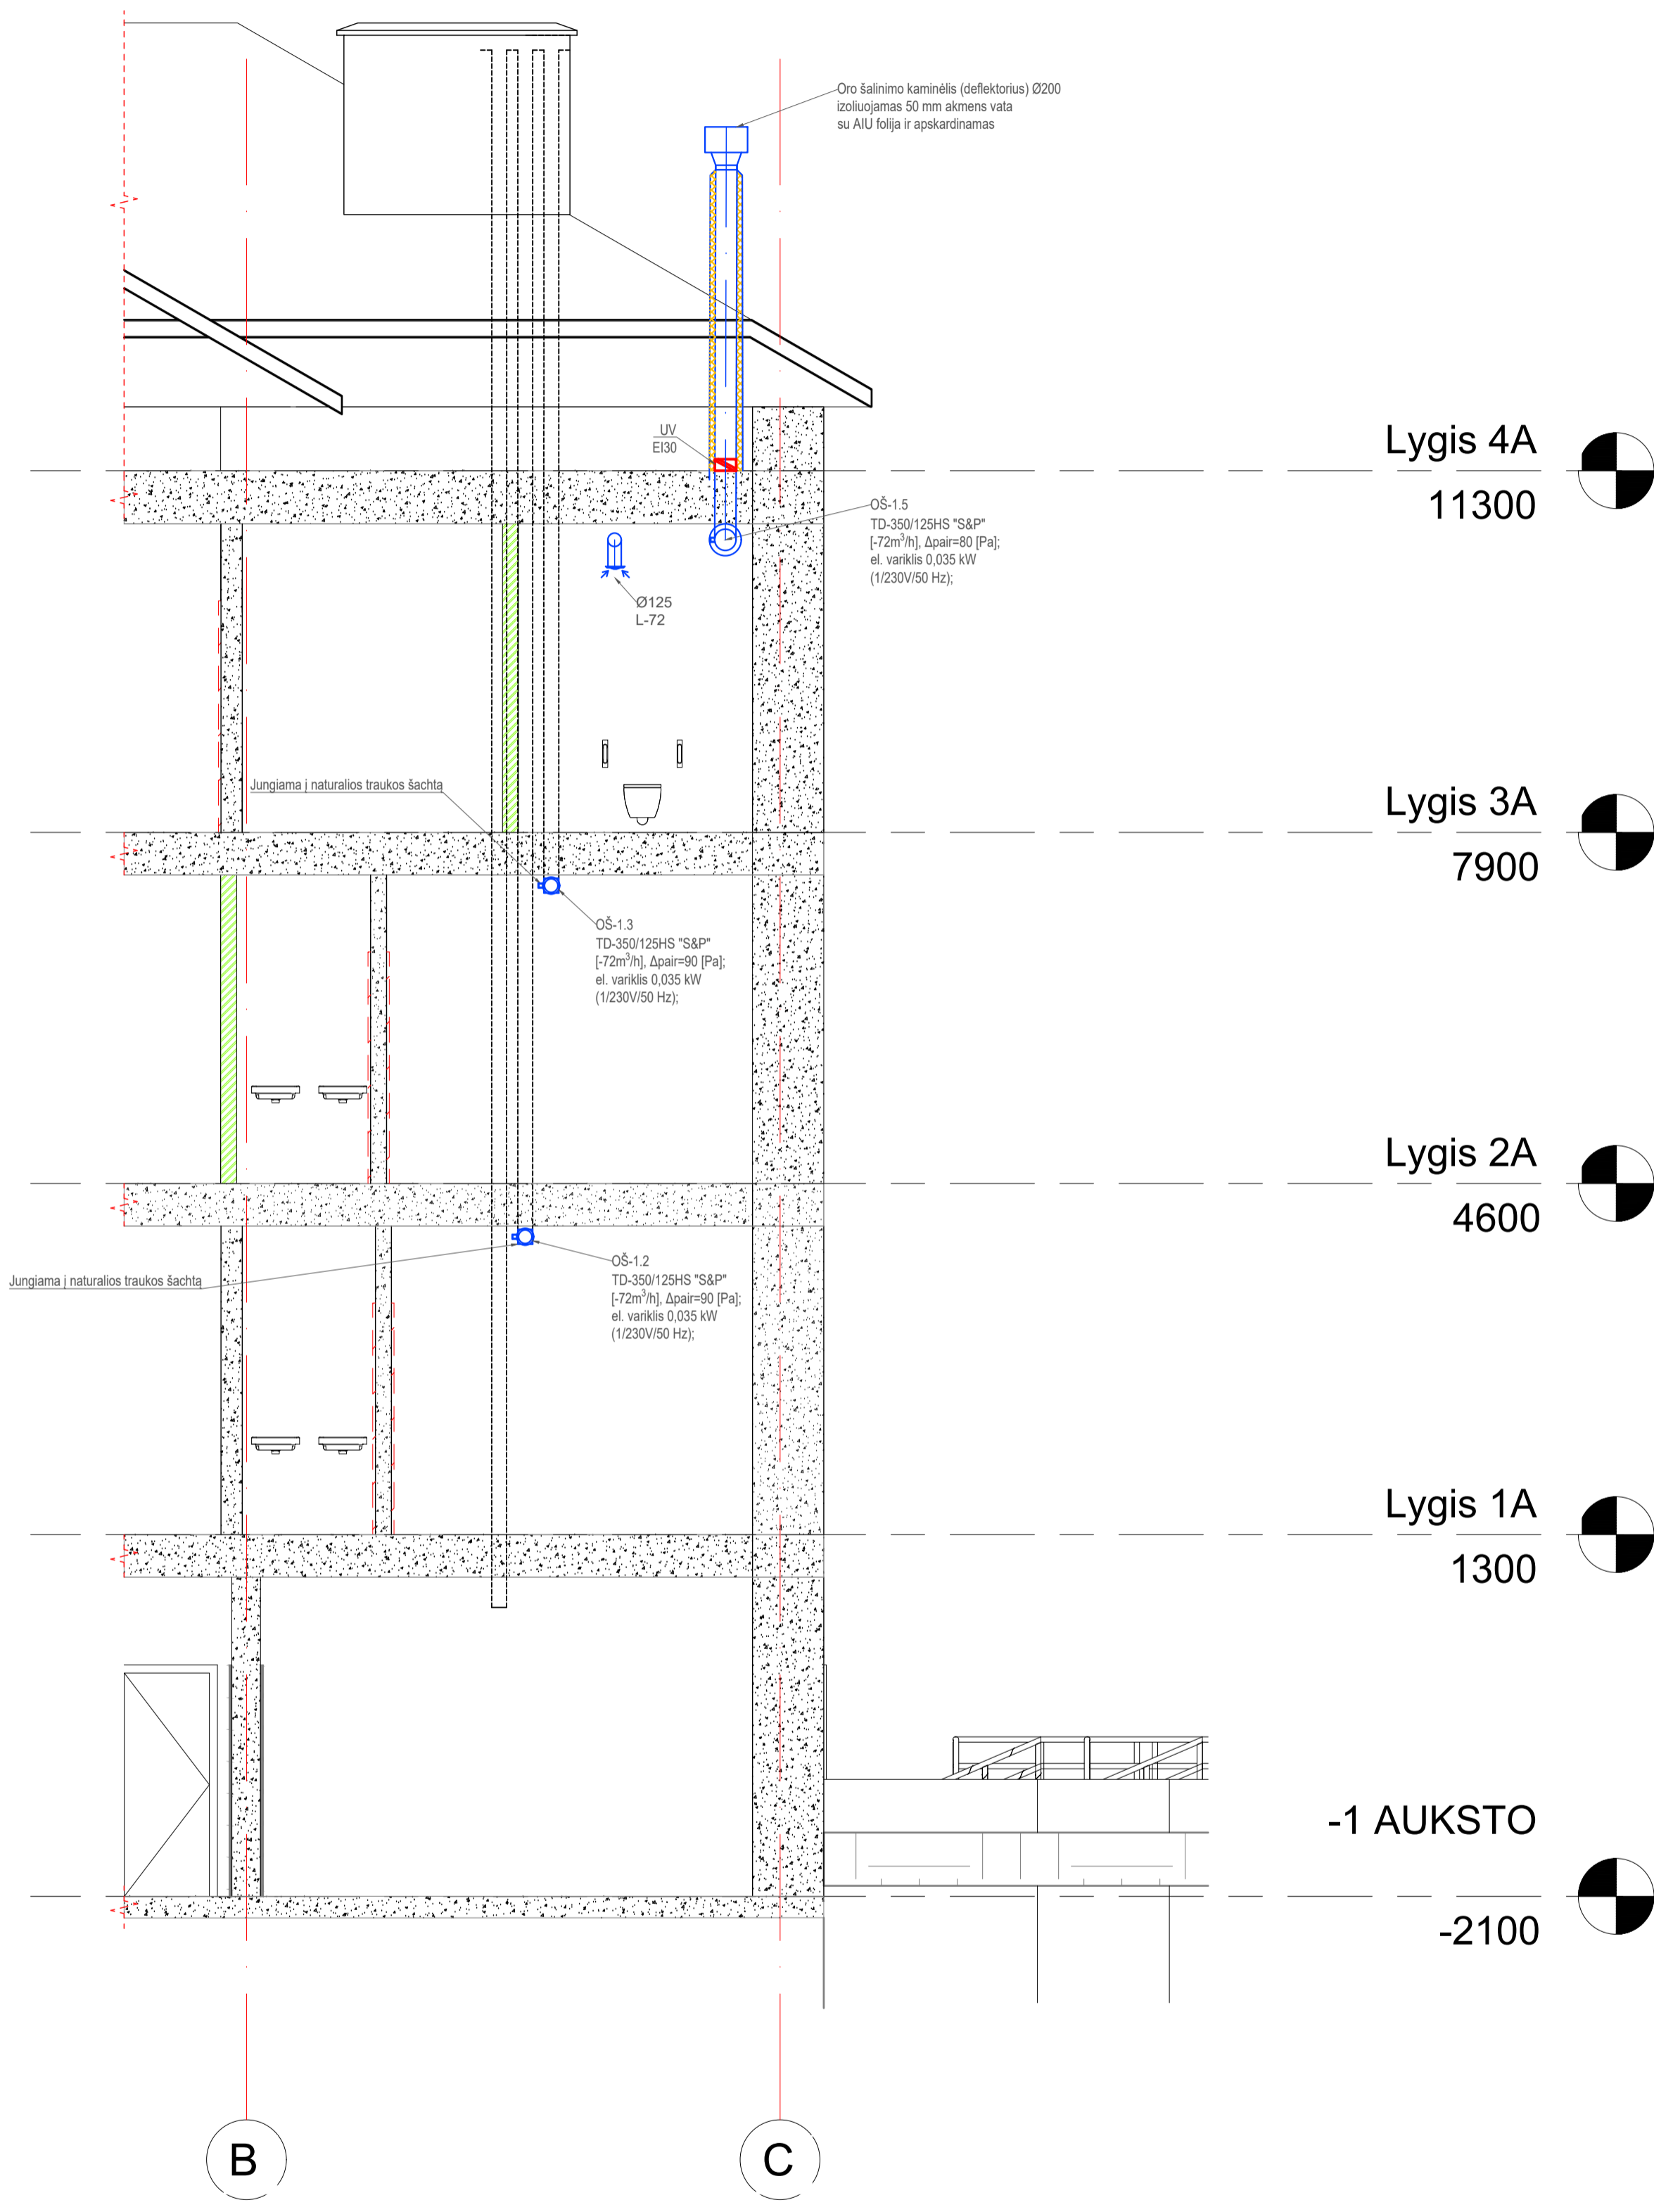 Oro šalinimo kaminėlis (deflektorius) Ø200
izoliuojamas 50 mm akmens vata
su AIU folija ir apskardinamas
UV
EI30
Lygis 4A
11300
OŠ-1.5
TD-350/125HS "S&P"
[-72m³/h], Δpair=80 [Pa];
el. variklis 0,035 kW
(1/230V/50 Hz);
Ø125
L-72
Jungiama į naturalios traukos šachtą
Lygis 3A
7900
OŠ-1.3
TD-350/125HS "S&P"
[-72m³/h], Δpair=90 [Pa];
el. variklis 0,035 kW
(1/230V/50 Hz);
Lygis 2A
4600
Jungiama į naturalios traukos šachtą
OŠ-1.2
TD-350/125HS "S&P"
[-72m³/h], Δpair=90 [Pa];
el. variklis 0,035 kW
(1/230V/50 Hz);
Lygis 1A
1300
-1 AUKSTO
-2100
B
C